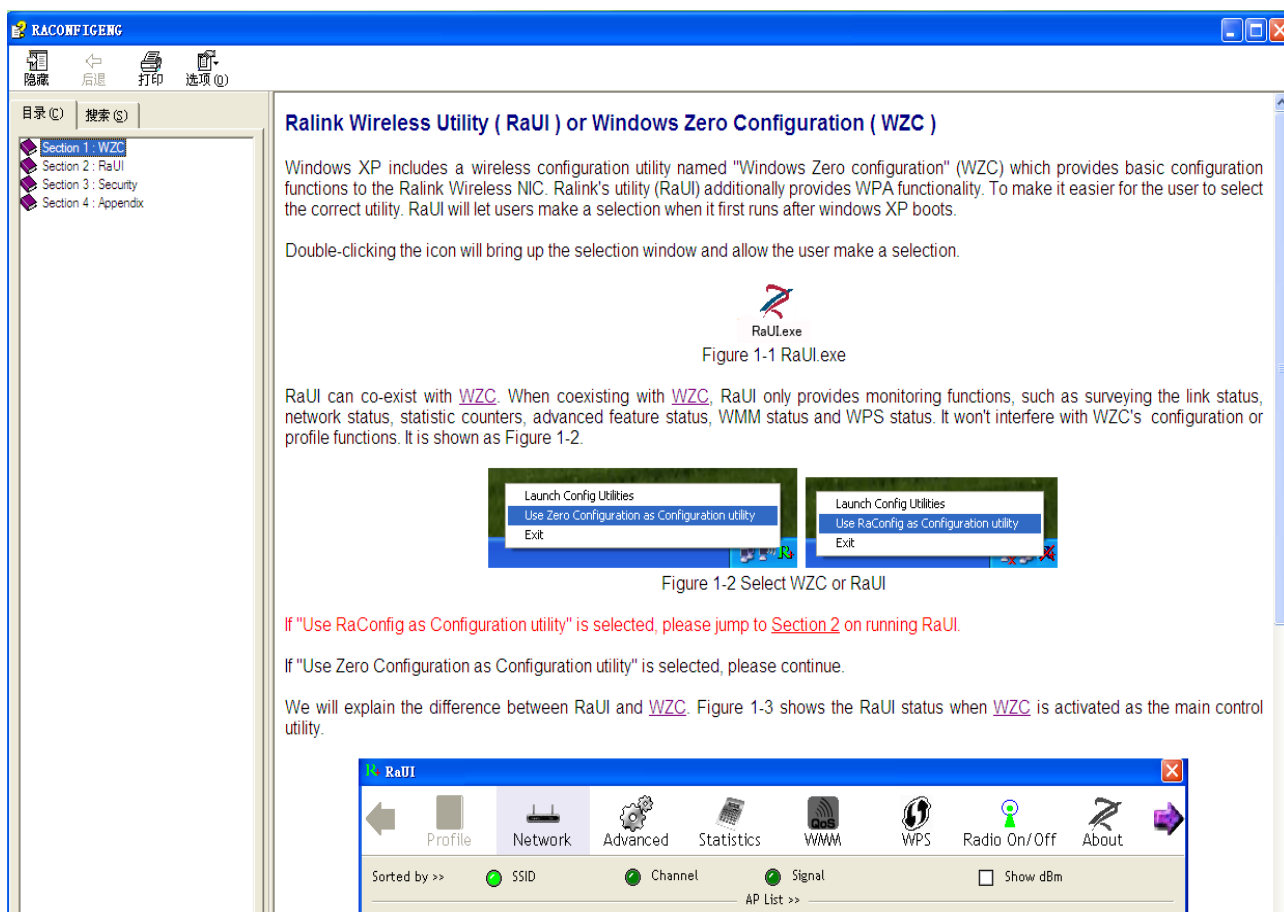 RACONFIGENG
隐藏 后退 打印 选项(O)
目录(C) 搜索(S)
Section 1 : WZC
Section 2 : RaUI
Section 3 : Security
Section 4 : Appendix
Ralink Wireless Utility ( RaUI ) or Windows Zero Configuration ( WZC )
Windows XP includes a wireless configuration utility named "Windows Zero configuration" (WZC) which provides basic configuration
functions to the Ralink Wireless NIC. Ralink's utility (RaUI) additionally provides WPA functionality. To make it easier for the user to select
the correct utility. RaUI will let users make a selection when it first runs after windows XP boots.
Double-clicking the icon will bring up the selection window and allow the user make a selection.
RaUI.exe
Figure 1-1 RaUI.exe
RaUI can co-exist with WZC. When coexisting with WZC, RaUI only provides monitoring functions, such as surveying the link status,
network status, statistic counters, advanced feature status, WMM status and WPS status. It won't interfere with WZC's configuration or
profile functions. It is shown as Figure 1-2.
Launch Config Utilities
Use Zero Configuration as Configuration utility
Exit
Launch Config Utilities
Use RaConfig as Configuration utility
Exit
Figure 1-2 Select WZC or RaUI
If "Use RaConfig as Configuration utility" is selected, please jump to Section 2 on running RaUI.
If "Use Zero Configuration as Configuration utility" is selected, please continue.
We will explain the difference between RaUI and WZC. Figure 1-3 shows the RaUI status when WZC is activated as the main control
utility.
RaUI
Profile Network Advanced Statistics QoS WMM WPS Radio On/Off About
Sorted by >> SSID Channel Signal Show dBm
AP List >>